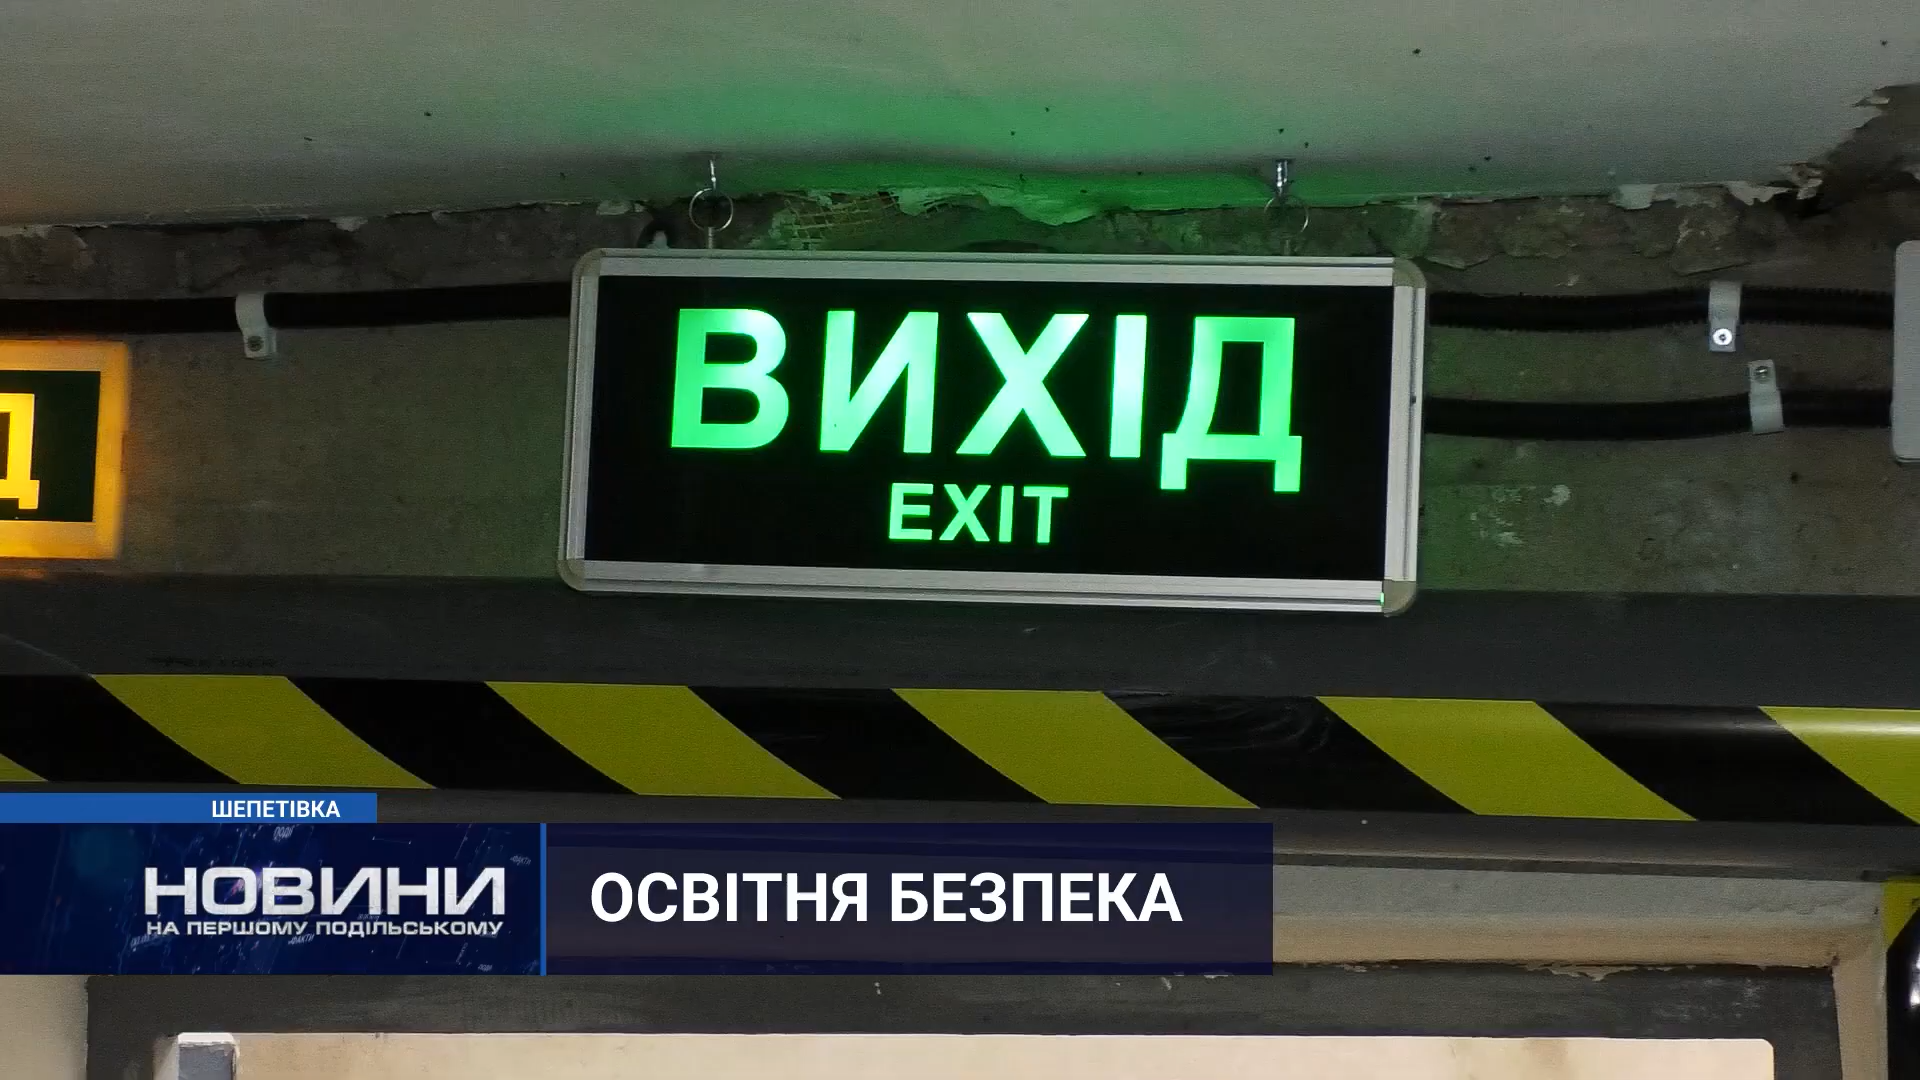 ВИХІД
EXIT
Д
ШЕПЕТІВКА
НОВИНИ
НА ПЕРШОМУ ПОДІЛЬСЬКОМУ
ОСВІТНЯ БЕЗПЕКА